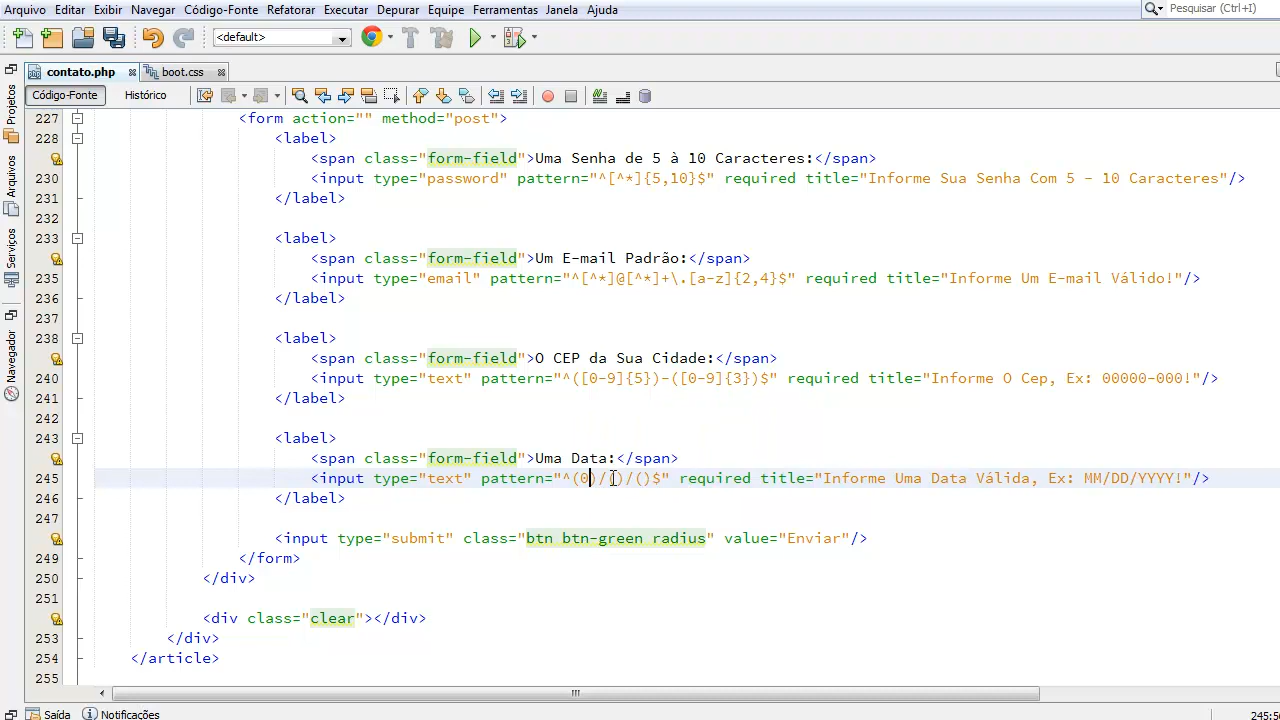 Arquivo Editar Exibir Navegar Código-Fonte Refatorar Executar Depurar Equipe Ferramentas Janela Ajuda Pesquisar (Ctrl+I)
<default>
contato.php boot.css
Código-Fonte Histórico
Projetos
Arquivos
Serviços
Navegador
227 <form action="" method="post">
228 <label>
<span class="form-field">Uma Senha de 5 à 10 Caracteres:</span>
230 <input type="password" pattern="^[^*]{5,10}$" required title="Informe Sua Senha Com 5 - 10 Caracteres"/>
231 </label>
232
233 <label>
<span class="form-field">Um E-mail Padrão:</span>
235 <input type="email" pattern="^[^*]@[^*]+\.[a-z]{2,4}$" required title="Informe Um E-mail Válido!"/>
236 </label>
237
238 <label>
<span class="form-field">O CEP da Sua Cidade:</span>
240 <input type="text" pattern="^([0-9]{5})-([0-9]{3})$" required title="Informe O Cep, Ex: 00000-000!"/>
241 </label>
242
243 <label>
<span class="form-field">Uma Data:</span>
245 <input type="text" pattern="^(0)/()/()$" required title="Informe Uma Data Válida, Ex: MM/DD/YYYY!"/>
246 </label>
247
<input type="submit" class="btn btn-green radius" value="Enviar"/>
249 </form>
250 </div>
251
<div class="clear"></div>
253 </div>
254 </article>
255
Saída Notificações 245:5